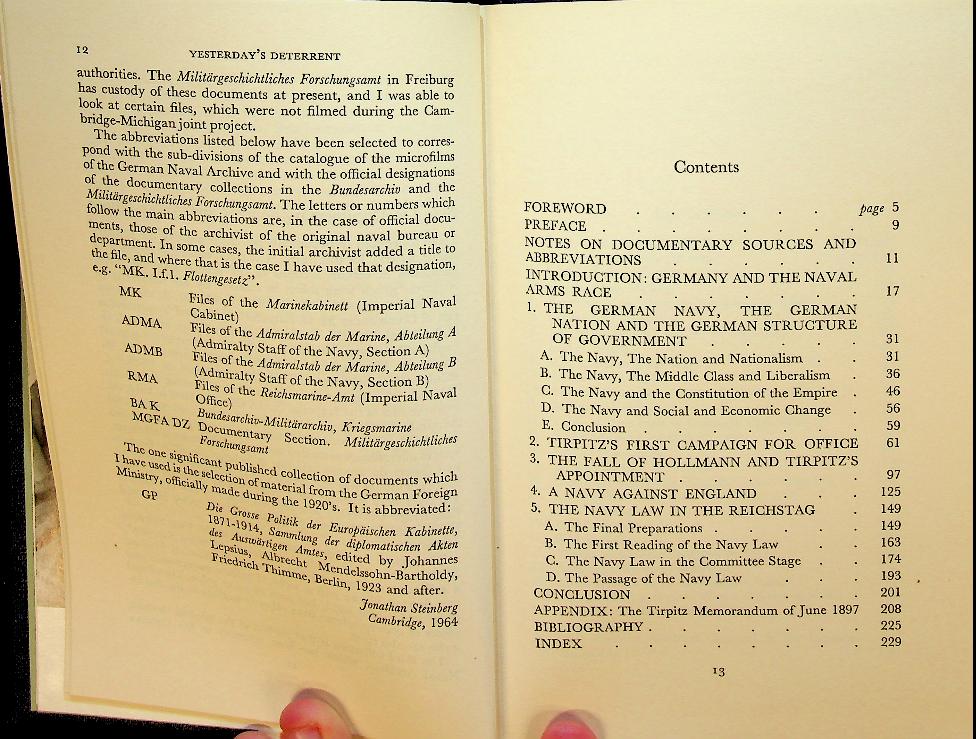 12
YESTERDAY'S DETERRENT
authorities. The Militärgeschichtliches Forschungsamt in Freiburg
has custody of these documents at present, and I was able to
look at certain files, which were not filmed during the Cam-
bridge-Michigan joint project.
The abbreviations listed below have been selected to corres-
pond with the sub-divisions of the catalogue of the microfilms
of the German Naval Archive and with the official designations
of the documentary collections in the Bundesarchiv and the
Militärgeschichtliches Forschungsamt. The letters or numbers which
follow the main abbreviations are, in the case of official docu-
ments, those of the archivist of the original naval bureau or
department. In some cases, the initial archivist added a title to
the file, and where that is the case I have used that designation,
e.g. "MK. I.f.1. Flottengesetz".
MK Files of the Marinekabinett (Imperial Naval
Cabinet)
ADMA Files of the Admiralstab der Marine, Abteilung A
(Admiralty Staff of the Navy, Section A)
ADMB Files of the Admiralstab der Marine, Abteilung B
(Admiralty Staff of the Navy, Section B)
RMA Files of the Reichsmarine-Amt (Imperial Naval
Office)
BA K Bundesarchiv-Militärarchiv, Kriegsmarine
MGFA DZ Documentary Section. Militärgeschichtliches
Forschungsamt
The one significant published collection of documents which
I have used is the selection of material from the German Foreign
Ministry, officially made during the 1920's. It is abbreviated:
GP Die Grosse Politik der Europäischen Kabinette,
1871-1914, Sammlung der diplomatischen Akten
des Auswärtigen Amtes, edited by Johannes
Lepsius, Albrecht Mendelssohn-Bartholdy,
Friedrich Thimme, Berlin, 1923 and after.
Jonathan Steinberg
Cambridge, 1964
Contents
FOREWORD . . . . . . page 5
PREFACE . . . . . . . 9
NOTES ON DOCUMENTARY SOURCES AND
ABBREVIATIONS . . . . . . 11
INTRODUCTION: GERMANY AND THE NAVAL
ARMS RACE . . . . . . . 17
1. THE GERMAN NAVY, THE GERMAN
NATION AND THE GERMAN STRUCTURE
OF GOVERNMENT . . . . . 31
A. The Navy, The Nation and Nationalism . . 31
B. The Navy, The Middle Class and Liberalism . 36
C. The Navy and the Constitution of the Empire . 46
D. The Navy and Social and Economic Change . 56
E. Conclusion . . . . . . 59
2. TIRPITZ'S FIRST CAMPAIGN FOR OFFICE 61
3. THE FALL OF HOLLMANN AND TIRPITZ'S
APPOINTMENT . . . . . . 97
4. A NAVY AGAINST ENGLAND . . . 125
5. THE NAVY LAW IN THE REICHSTAG . . 149
A. The Final Preparations . . . . . 149
B. The First Reading of the Navy Law . . 163
C. The Navy Law in the Committee Stage . . 174
D. The Passage of the Navy Law . . . 193
CONCLUSION . . . . . . . 201
APPENDIX: The Tirpitz Memorandum of June 1897 208
BIBLIOGRAPHY . . . . . . . 225
INDEX . . . . . . . 229
13